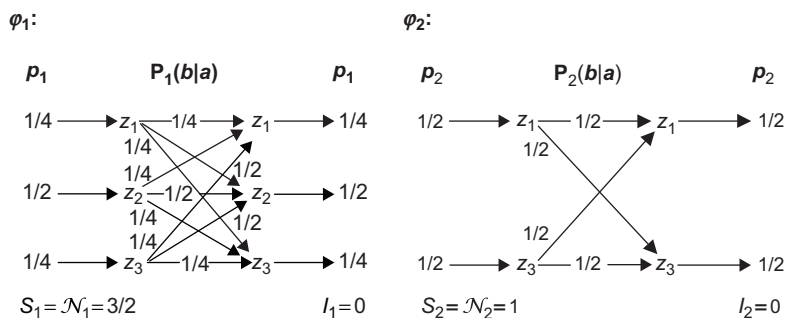 φ₁: φ₂:
p₁ P₁(b|a) p₁ p₂ P₂(b|a) p₂
1/4 z₁ 1/4 z₁ 1/4 1/2 z₁ 1/2 z₁ 1/2
1/4 1/4 1/2
1/4 1/2
1/2 z₂ 1/2 z₂ 1/2
1/4 1/2
1/4 1/2
1/4 z₃ 1/4 z₃ 1/4 1/2 z₃ 1/2 z₃ 1/2
S₁= 𝒩₁=3/2 I₁=0 S₂= 𝒩₂=1 I₂=0